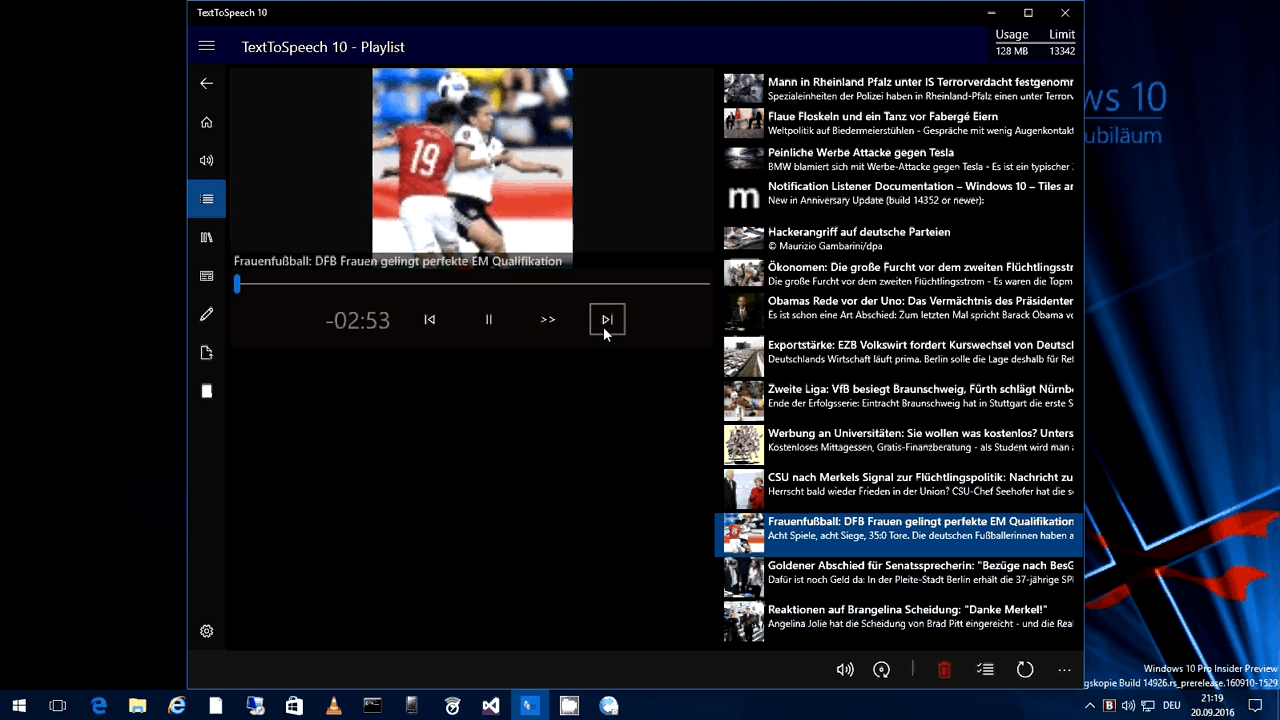 TextToSpeech 10
TextToSpeech 10 - Playlist
Usage Limit
128 MB 13342
19
Frauenfußball: DFB Frauen gelingt perfekte EM Qualifikation
-02:53
>>
Mann in Rheinland Pfalz unter IS Terrorverdacht festgenomm
Spezialeinheiten der Polizei haben in Rheinland-Pfalz einen unter Terrorv
Flaue Floskeln und ein Tanz vor Fabergé Eiern
Weltpolitik auf Biedermeierstühlen - Gespräche mit wenig Augenkontakt
Peinliche Werbe Attacke gegen Tesla
BMW blamiert sich mit Werbe-Attacke gegen Tesla - Es ist ein typischer
m
Notification Listener Documentation – Windows 10 – Tiles an
New in Anniversary Update (build 14352 or newer):
Hackerangriff auf deutsche Parteien
© Maurizio Gambarini/dpa
Ökonomen: Die große Furcht vor dem zweiten Flüchtlingsstr
Die große Furcht vor dem zweiten Flüchtlingsstrom - Es waren die Topm
Obamas Rede vor der Uno: Das Vermächtnis des Präsidenten
Es ist schon eine Art Abschied: Zum letzten Mal spricht Barack Obama vo
Exportstärke: EZB Volkswirt fordert Kurswechsel von Deutsch
Deutschlands Wirtschaft läuft prima. Berlin solle die Lage deshalb für Ref
Zweite Liga: VfB besiegt Braunschweig, Fürth schlägt Nürnbe
Ende der Erfolgsserie: Eintracht Braunschweig hat in Stuttgart die erste S
Werbung an Universitäten: Sie wollen was kostenlos? Unters
Kostenloses Mittagessen, Gratis-Finanzberatung - als Student wird man a
CSU nach Merkels Signal zur Flüchtlingspolitik: Nachricht zu
Herrscht bald wieder Frieden in der Union? CSU-Chef Seehofer hat die se
Frauenfußball: DFB Frauen gelingt perfekte EM Qualifikation
Acht Spiele, acht Siege, 35:0 Tore. Die deutschen Fußballerinnen haben a
Goldener Abschied für Senatssprecherin: "Bezüge nach BesG
Dafür ist noch Geld da: In der Pleite-Stadt Berlin erhält die 37-jährige SP
Reaktionen auf Brangelina Scheidung: "Danke Merkel!"
Angelina Jolie hat die Scheidung von Brad Pitt eingereicht - und die Real
ws 10
ubiläum
Windows 10 Pro Insider Preview
gskopie Build 14926.rs_prerelease.160910-1529
DEU
21:19
20.09.2016